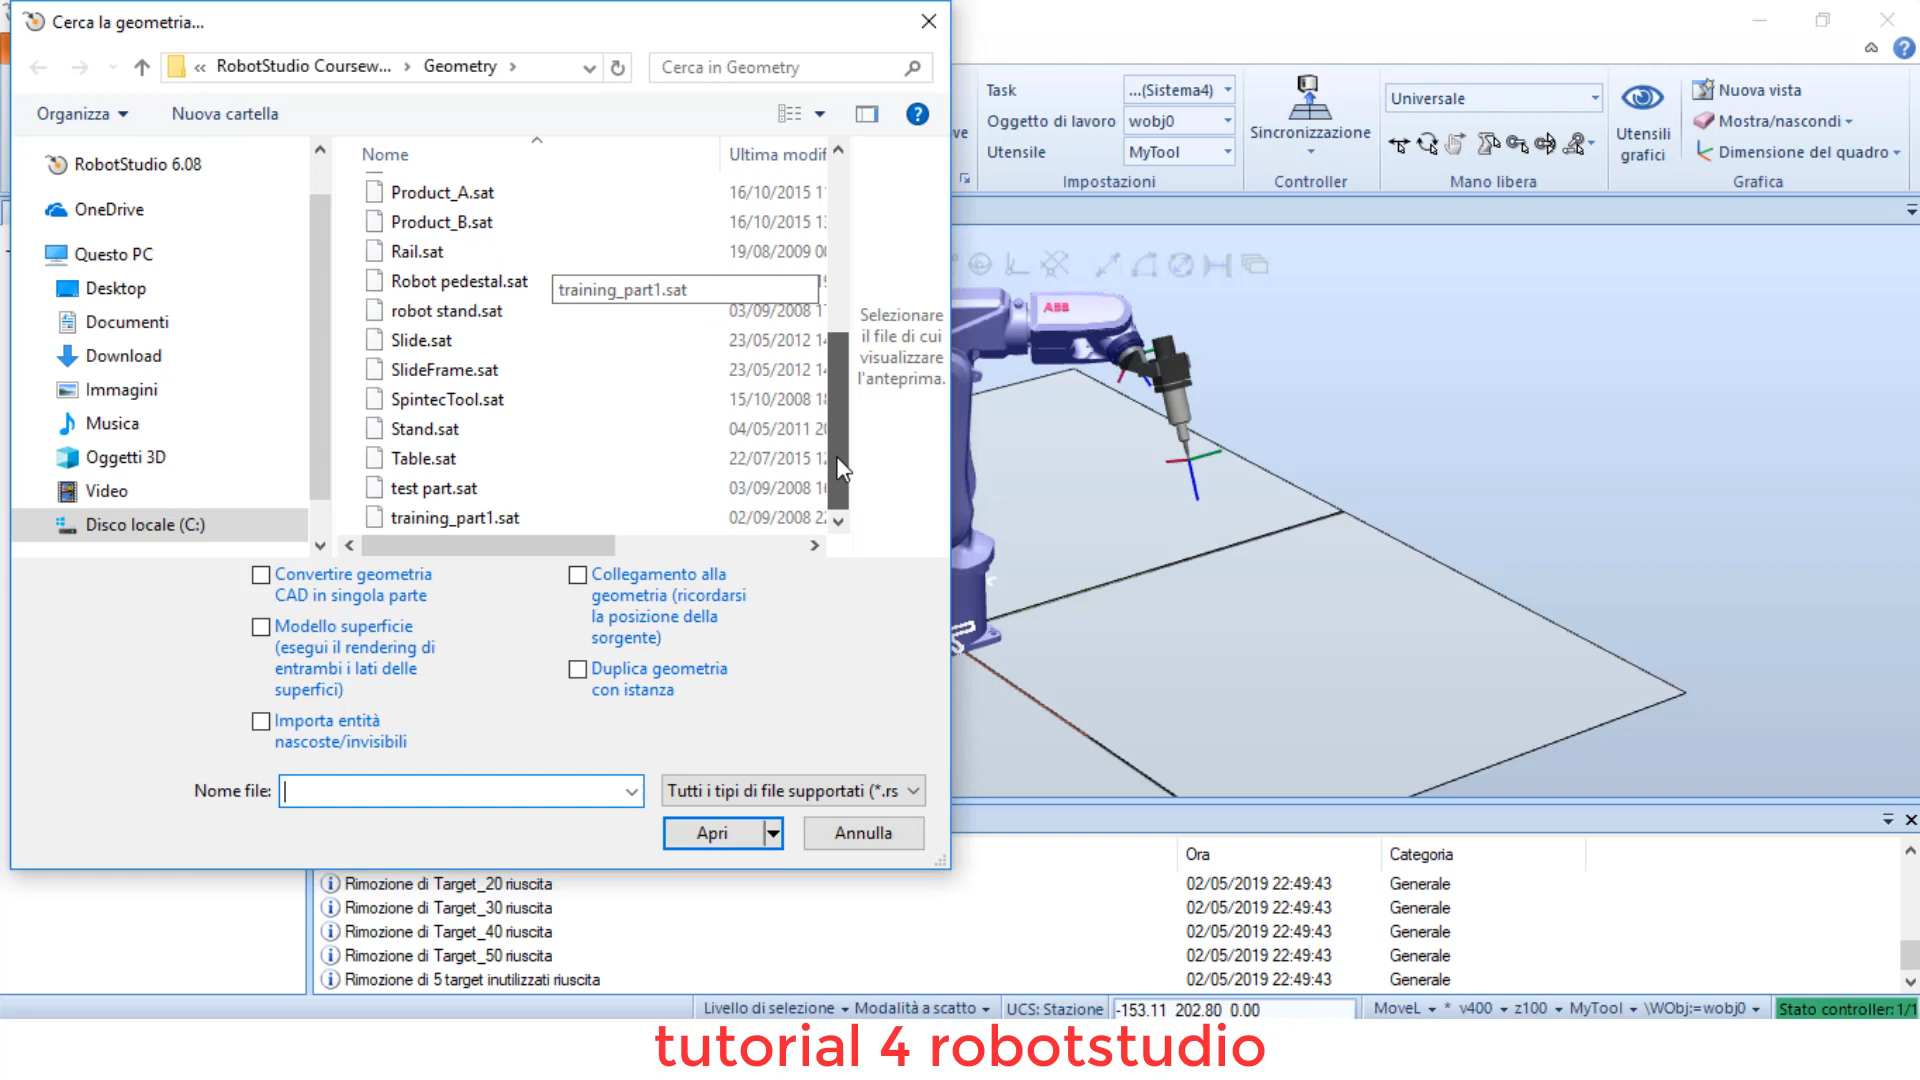 Cerca la geometria...
« RobotStudio Coursew... › Geometry ›
Cerca in Geometry
Organizza
Nuova cartella
RobotStudio 6.08
OneDrive
Questo PC
Desktop
Documenti
Download
Immagini
Musica
Oggetti 3D
Video
Disco locale (C:)
Nome
Ultima modif
Product_A.sat 16/10/2015 1
Product_B.sat 16/10/2015 1
Rail.sat 19/08/2009 0
Robot pedestal.sat
training_part1.sat
robot stand.sat 03/09/2008 1
Slide.sat 23/05/2012 1
SlideFrame.sat 23/05/2012 1
SpintecTool.sat 15/10/2008 1
Stand.sat 04/05/2011 20
Table.sat 22/07/2015 12
test part.sat 03/09/2008 16
training_part1.sat 02/09/2008 22
Selezionare
il file di cui
visualizzare
l'anteprima.
Convertire geometria
CAD in singola parte
Modello superficie
(esegui il rendering di
entrambi i lati delle
superfici)
Importa entità
nascoste/invisibili
Collegamento alla
geometria (ricordarsi
la posizione della
sorgente)
Duplica geometria
con istanza
Nome file:
Tutti i tipi di file supportati (*.rs
Apri
Annulla
ve
Task ...(Sistema4)
Oggetto di lavoro wobj0
Utensile MyTool
Impostazioni
Sincronizzazione
Controller
Universale
Mano libera
Utensili
grafici
Nuova vista
Mostra/nascondi
Dimensione del quadro
Grafica
ABB
Ora Categoria
Rimozione di Target_20 riuscita 02/05/2019 22:49:43 Generale
Rimozione di Target_30 riuscita 02/05/2019 22:49:43 Generale
Rimozione di Target_40 riuscita 02/05/2019 22:49:43 Generale
Rimozione di Target_50 riuscita 02/05/2019 22:49:43 Generale
Rimozione di 5 target inutilizzati riuscita 02/05/2019 22:49:43 Generale
Livello di selezione Modalità a scatto UCS: Stazione -153.11 202.80 0.00 MoveL * v400 z100 MyTool \WObj:=wobj0 Stato controller: 1/1
tutorial 4 robotstudio